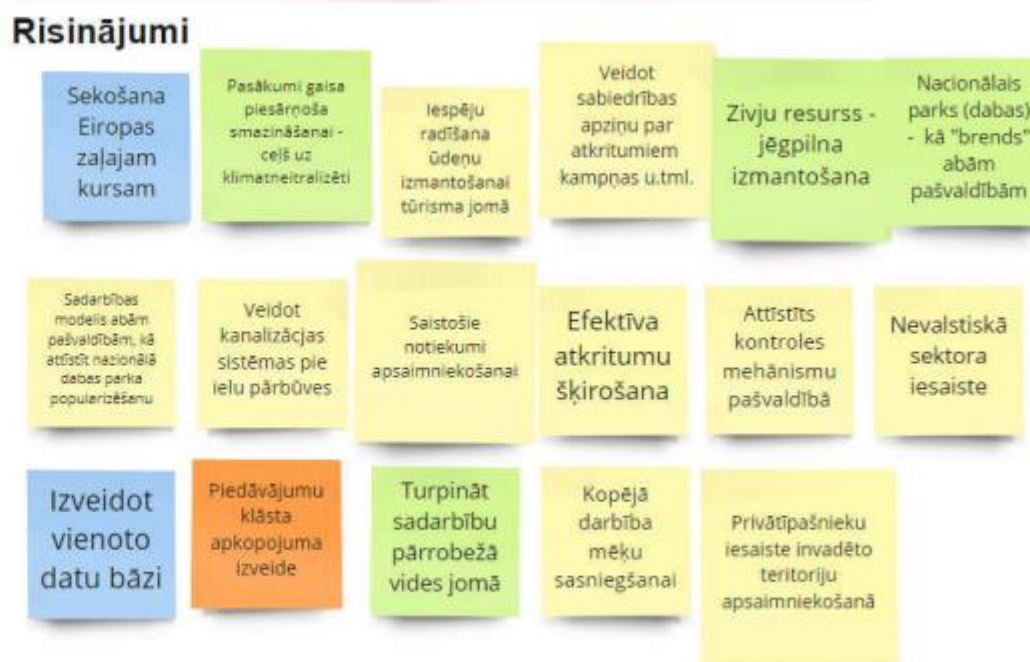 Risinājumi
Sekošana
Eiropas
zaļajam
kursam
Pasākumi gaisa
piesārņoša
smazināšanai -
ceļš uz
klimatneitralizēti
Iespēju
radīšana
ūdeņu
izmantošanai
tūrisma jomā
Veidot
sabiedrības
apziņu par
atkritumiem
kampņas u.tml.
Zivju resurss -
jēgpilna
izmantošana
Nacionālais
parks (dabas)
- kā "brends"
abām
pašvaldībām
Sadarbības
modelis abām
pašvaldībām, kā
attīstīt nazionālā
dabas parka
popularizēšanu
Veidot
kanalizācjas
sistēmas pie
ielu pārbūves
Saistošie
notiekumi
apsaimniekošanai
Efektīva
atkritumu
šķirošana
Attīstīts
kontroles
mehānismu
pašvaldībā
Nevalstiskā
sektora
iesaiste
Izveidot
vienoto
datu bāzi
Piedāvājumu
klāsta
apkopojuma
izveide
Turpināt
sadarbību
pārrobežā
vides jomā
Kopējā
darbība
mēķu
sasniegšanai
Privātīpašnieku
iesaiste invadēto
teritoriju
apsaimniekošanā